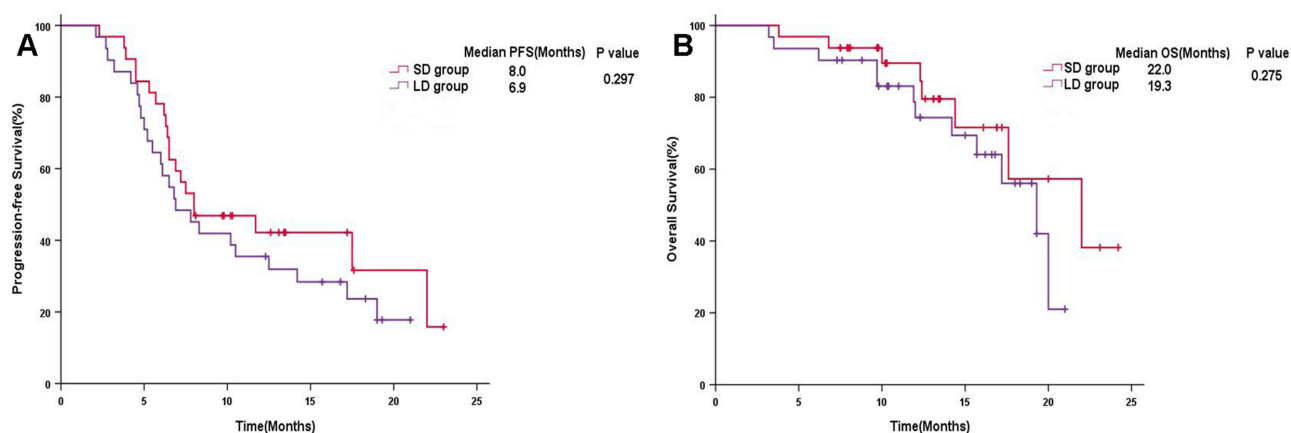 A
Progression-free Survival(%)
100
80
60
40
20
0
0 5 10 15 20 25
Time(Months)
Median PFS(Months) P value
SD group 8.0
LD group 6.9
0.297
B
Overall Survival(%)
100
80
60
40
20
0
0 5 10 15 20 25
Time(Months)
Median OS(Months) P value
SD group 22.0
LD group 19.3
0.275